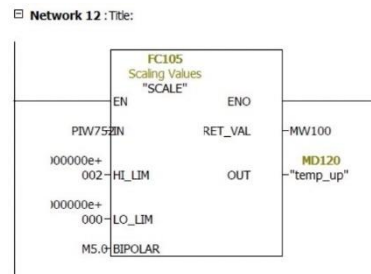 Network 12 : Title:
FC105
Scaling Values
"SCALE"
EN ENO
IN RET_VAL MW100
000000e+ MD120
002 HI_LIM OUT "temp_up"
000000e+
000 LO_LIM
M5.0 BIPOLAR